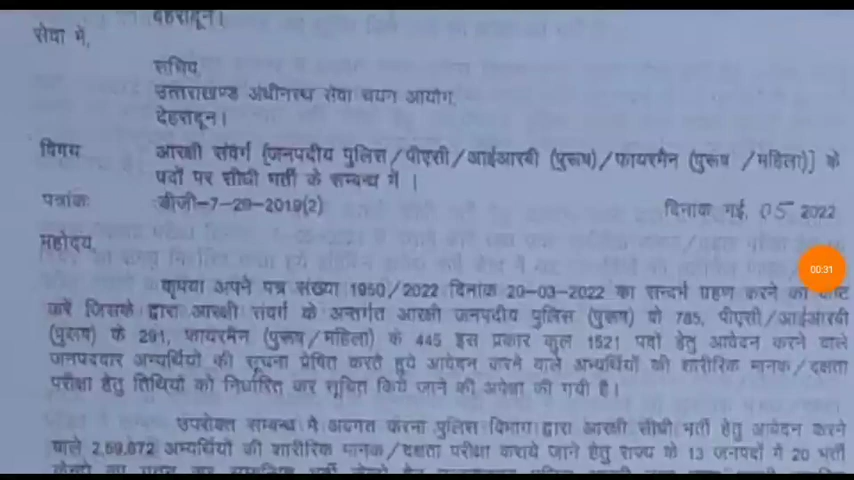 देहरादून।
सेवा में,
सचिव,
उत्तराखण्ड अधीनस्थ सेवा चयन आयोग,
देहरादून।
विषय आरक्षी संवर्ग [जनपदीय पुलिस/पीएसी/आईआरबी (पुरूष)/फायरमैन (पुरूष /महिला)] के
पदों पर सीधी भर्ती के सम्बन्ध में।
पत्रांक: डीजी-7-29-2019(2) दिनांक मई, 05 2022
महोदय,
कृपया अपने पत्र संख्या 1950/2022 दिनांक 20-03-2022 का सन्दर्भ ग्रहण करने का कष्ट
करें जिसके द्वारा आरक्षी संवर्ग के अन्तर्गत आरक्षी जनपदीय पुलिस (पुरूष) के 785, पीएसी/आईआरबी
(पुरूष) के 291, फायरमैन (पुरूष/महिला) के 445 इस प्रकार कुल 1521 पदों हेतु आवेदन करने वाले
जनपदवार अभ्यर्थियों की सूचना प्रेषित करते हुये आवेदन करने वाले अभ्यर्थियों की शारीरिक मानक/दक्षता
परीक्षा हेतु तिथियों को निर्धारित कर सूचित किये जाने की अपेक्षा की गयी है।
उपरोक्त सम्बन्ध में अवगत कराना पुलिस विभाग द्वारा आरक्षी सीधी भर्ती हेतु आवेदन करने
वाले 2,59,672 अभ्यर्थियों की शारीरिक मानक/दक्षता परीक्षा कराये जाने हेतु राज्य के 13 जनपदों में 20 भर्ती
00:31